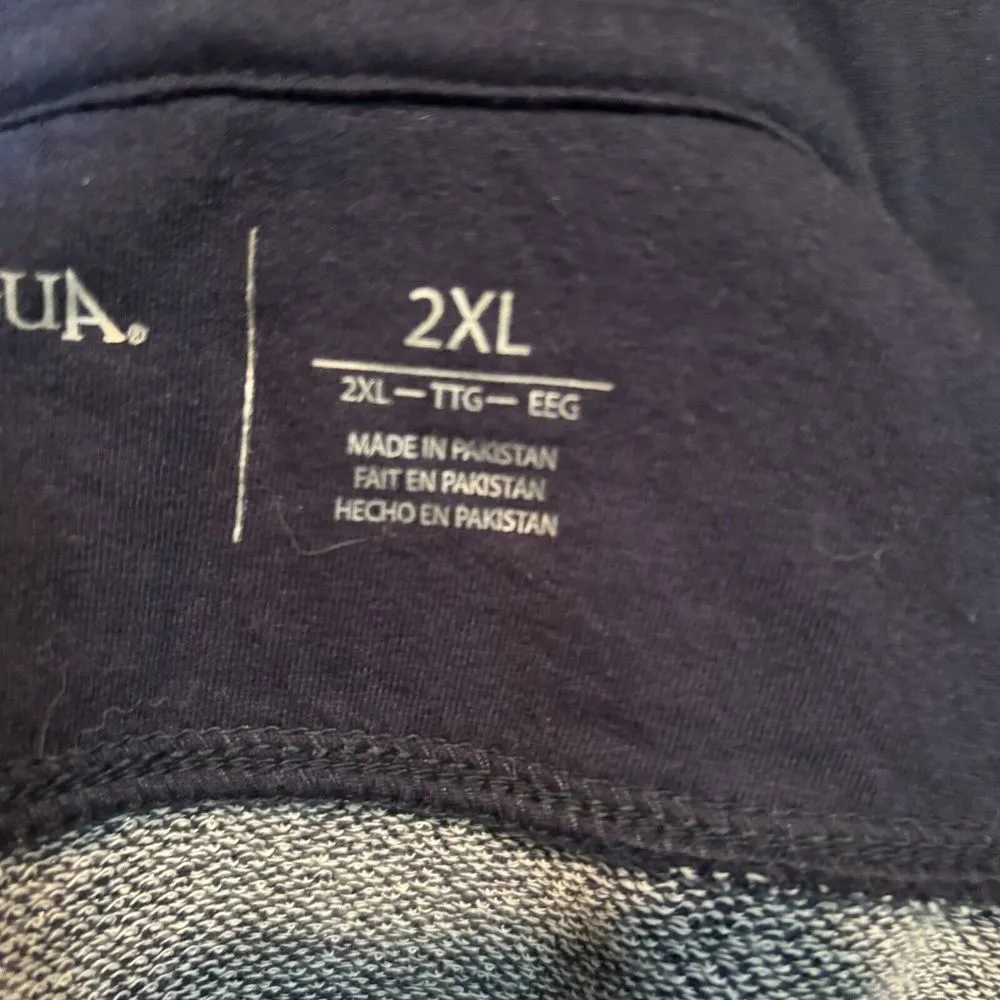 UA®
2XL
2XL — TTG — EEG
MADE IN PAKISTAN
FAIT EN PAKISTAN
HECHO EN PAKISTAN